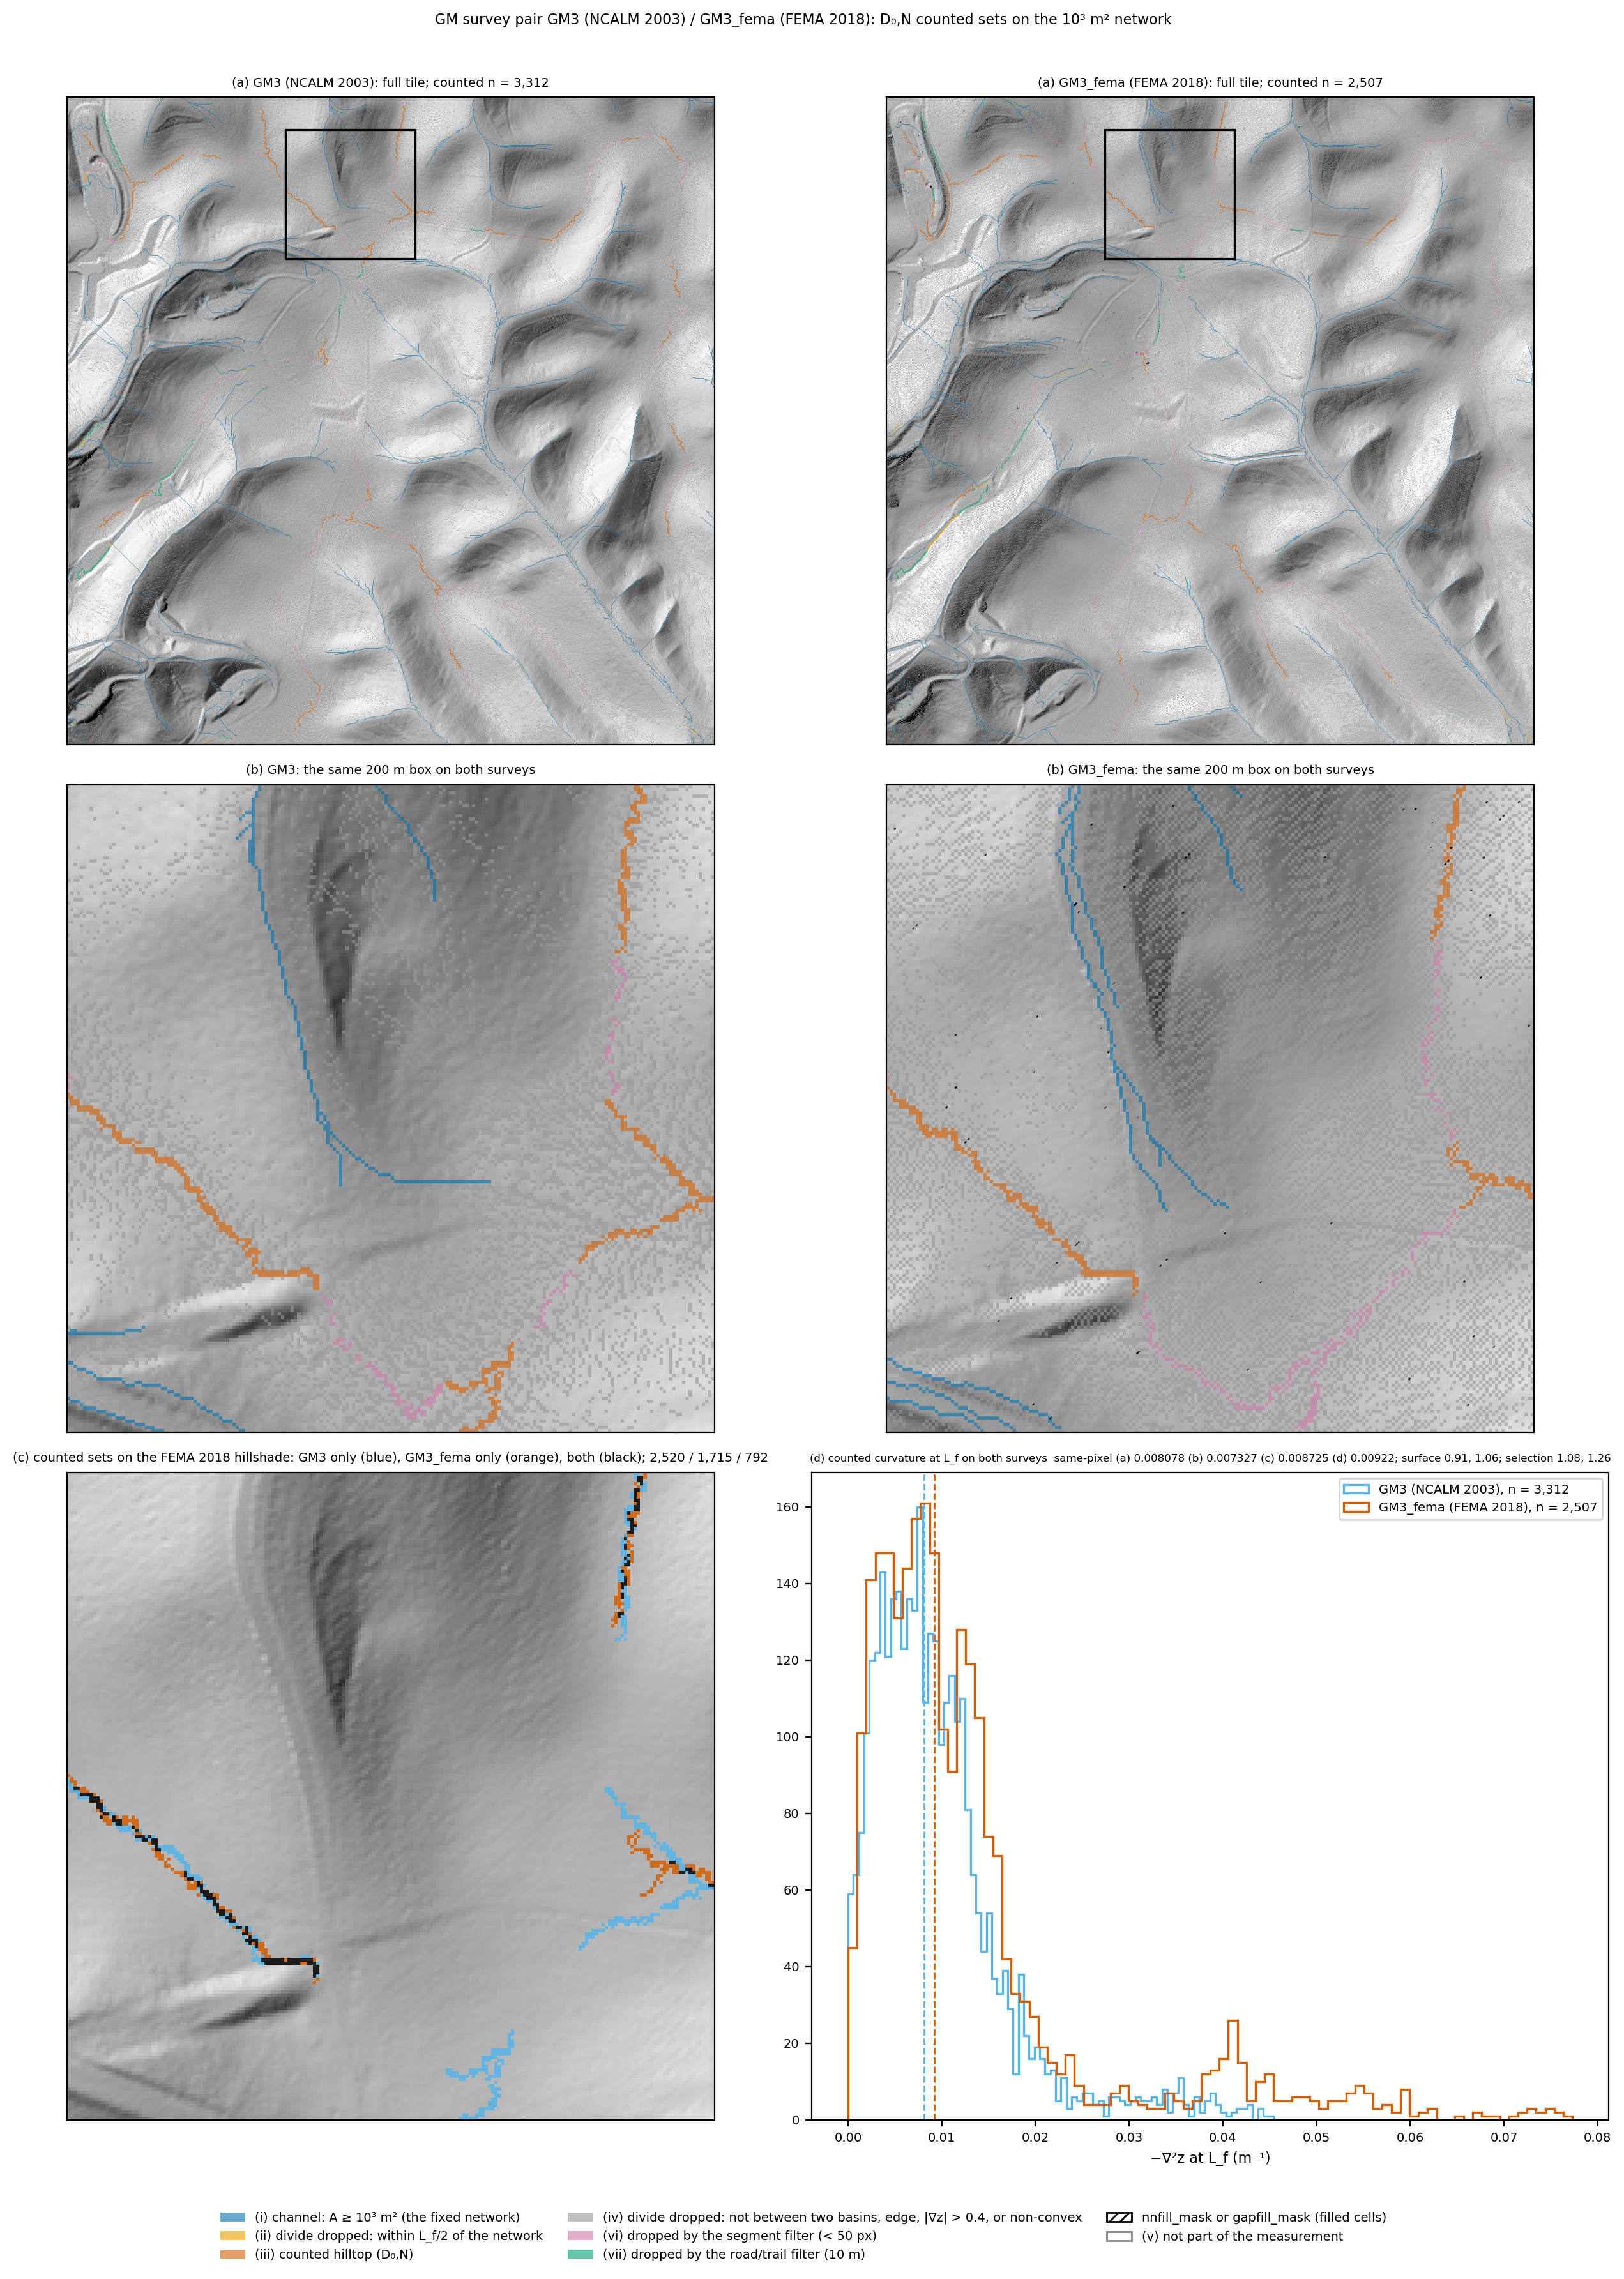 GM survey pair GM3 (NCALM 2003) / GM3_fema (FEMA 2018): D₀,N counted sets on the 10³ m² network
(a) GM3 (NCALM 2003): full tile; counted n = 3,312
(a) GM3_fema (FEMA 2018): full tile; counted n = 2,507
(b) GM3: the same 200 m box on both surveys
(b) GM3_fema: the same 200 m box on both surveys
(c) counted sets on the FEMA 2018 hillshade: GM3 only (blue), GM3_fema only (orange), both (black); 2,520 / 1,715 / 792
(d) counted curvature at L_f on both surveys  same-pixel (a) 0.008078 (b) 0.007327 (c) 0.008725 (d) 0.00922; surface 0.91, 1.06; selection 1.08, 1.26
GM3 (NCALM 2003), n = 3,312
GM3_fema (FEMA 2018), n = 2,507
160
140
120
100
80
60
40
20
0
0.00 0.01 0.02 0.03 0.04 0.05 0.06 0.07 0.08
−∇²z at L_f (m⁻¹)
(i) channel: A ≥ 10³ m² (the fixed network)
(ii) divide dropped: within L_f/2 of the network
(iii) counted hilltop (D₀,N)
(iv) divide dropped: not between two basins, edge, |∇z| > 0.4, or non-convex
(vi) dropped by the segment filter (< 50 px)
(vii) dropped by the road/trail filter (10 m)
nnfill_mask or gapfill_mask (filled cells)
(v) not part of the measurement